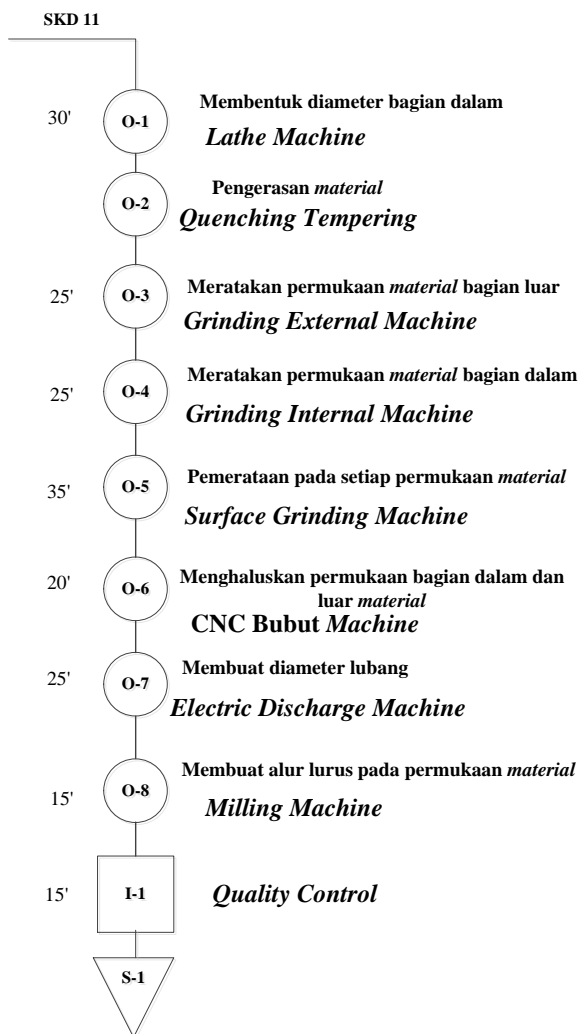 SKD 11
30'
O-1
Membentuk diameter bagian dalam
Lathe Machine
O-2
Pengerasan material
Quenching Tempering
25'
O-3
Meratakan permukaan material bagian luar
Grinding External Machine
25'
O-4
Meratakan permukaan material bagian dalam
Grinding Internal Machine
35'
O-5
Pemerataan pada setiap permukaan material
Surface Grinding Machine
20'
O-6
Menghaluskan permukaan bagian dalam dan
luar material
CNC Bubut Machine
25'
O-7
Membuat diameter lubang
Electric Discharge Machine
15'
O-8
Membuat alur lurus pada permukaan material
Milling Machine
15'
I-1
Quality Control
S-1